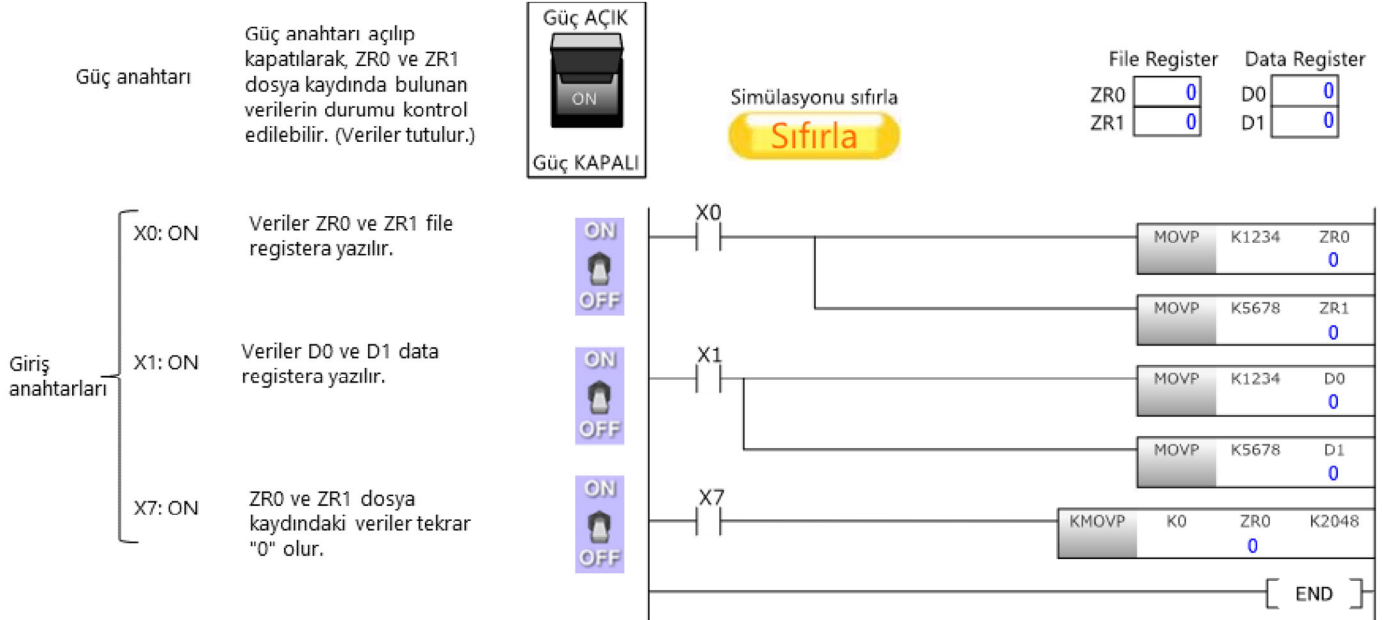 Güç anahtarı
Güç anahtarı açılıp
kapatılarak, ZR0 ve ZR1
dosya kaydında bulunan
verilerin durumu kontrol
edilebilir. (Veriler tutulur.)
Güç AÇIK
ON
Güç KAPALI
Simülasyonu sıfırla
Sıfırla
File Register
ZR0 0
ZR1 0
Data Register
D0 0
D1 0
Giriş
anahtarları
X0: ON
Veriler ZR0 ve ZR1 file
registera yazılır.
ON
OFF
X0
MOVP K1234 ZR0
0
MOVP K5678 ZR1
0
X1: ON
Veriler D0 ve D1 data
registera yazılır.
ON
OFF
X1
MOVP K1234 D0
0
MOVP K5678 D1
0
X7: ON
ZR0 ve ZR1 dosya
kaydındaki veriler tekrar
"0" olur.
ON
OFF
X7
KMOVP K0 ZR0 K2048
0
END